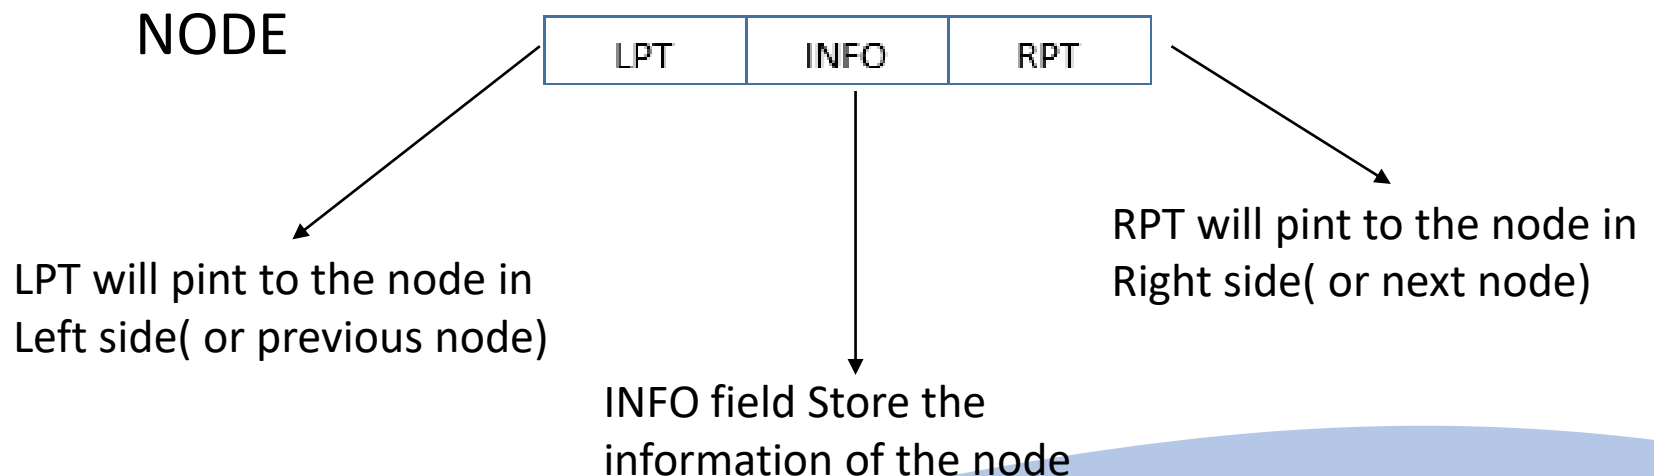 NODE
LPT INFO RPT
LPT will pint to the node in
Left side( or previous node)
RPT will pint to the node in
Right side( or next node)
INFO field Store the
information of the node